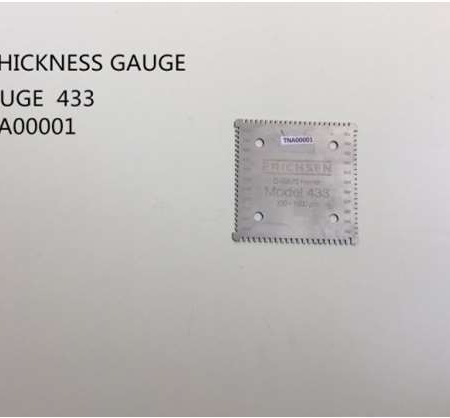 HICKNESS GAUGE
UGE 433
A00001
TNA00001
ERICHSEN
Model 433